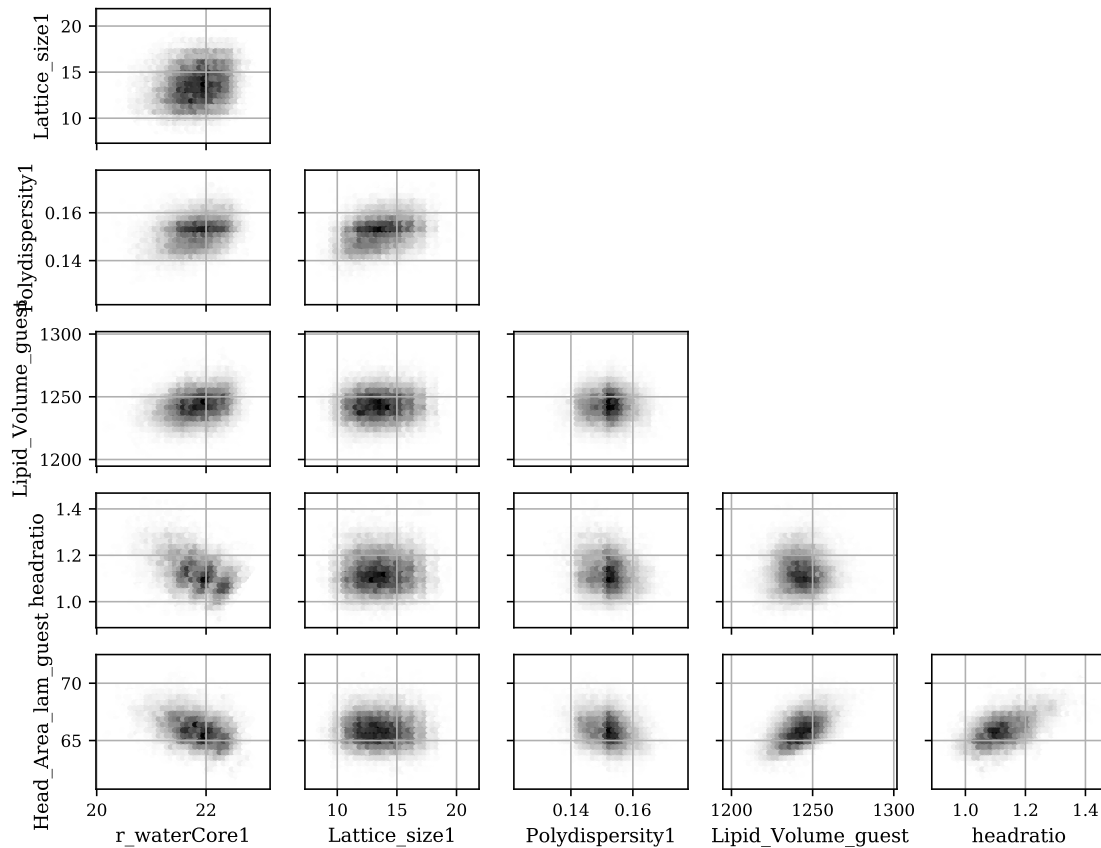 Lattice_size1
20
15
10
Polydispersity1
0.16
0.14
Lipid_Volume_guest
1300
1250
1200
headratio
1.4
1.2
1.0
Head_Area_lam_guest
70
65
20 22
10 15 20
0.14 0.16
1200 1250 1300
1.0 1.2 1.4
r_waterCore1 Lattice_size1 Polydispersity1 Lipid_Volume_guest headratio